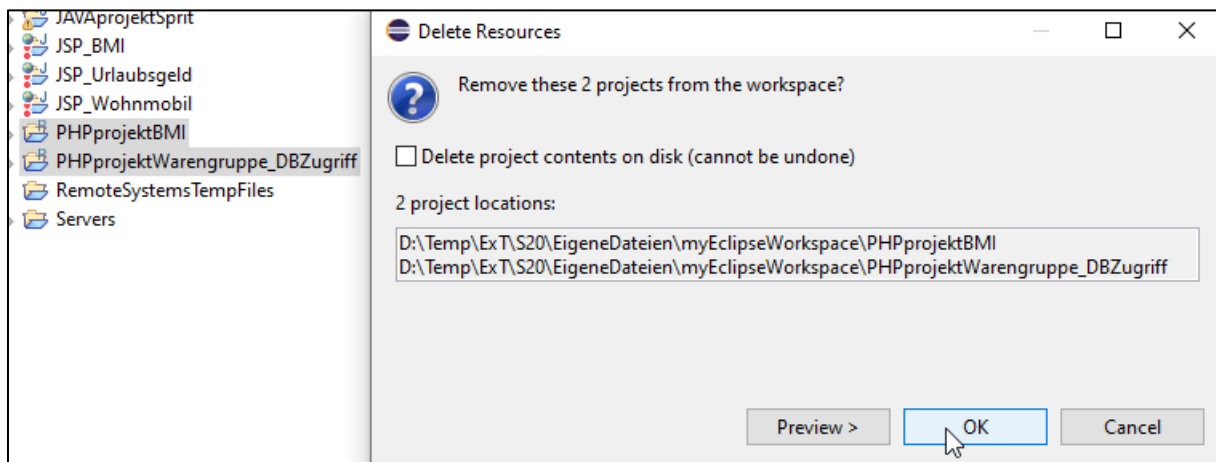 JAVAprojektSprit
JSP_BMI
JSP_Urlaubsgeld
JSP_Wohnmobil
PHPprojektBMI
PHPprojektWarengruppe_DBZugriff
RemoteSystemsTempFiles
Servers
Delete Resources
Remove these 2 projects from the workspace?
Delete project contents on disk (cannot be undone)
2 project locations:
D:\Temp\ExT\S20\EigeneDateien\myEclipseWorkspace\PHPprojektBMI
D:\Temp\ExT\S20\EigeneDateien\myEclipseWorkspace\PHPprojektWarengruppe_DBZugriff
Preview >
OK
Cancel